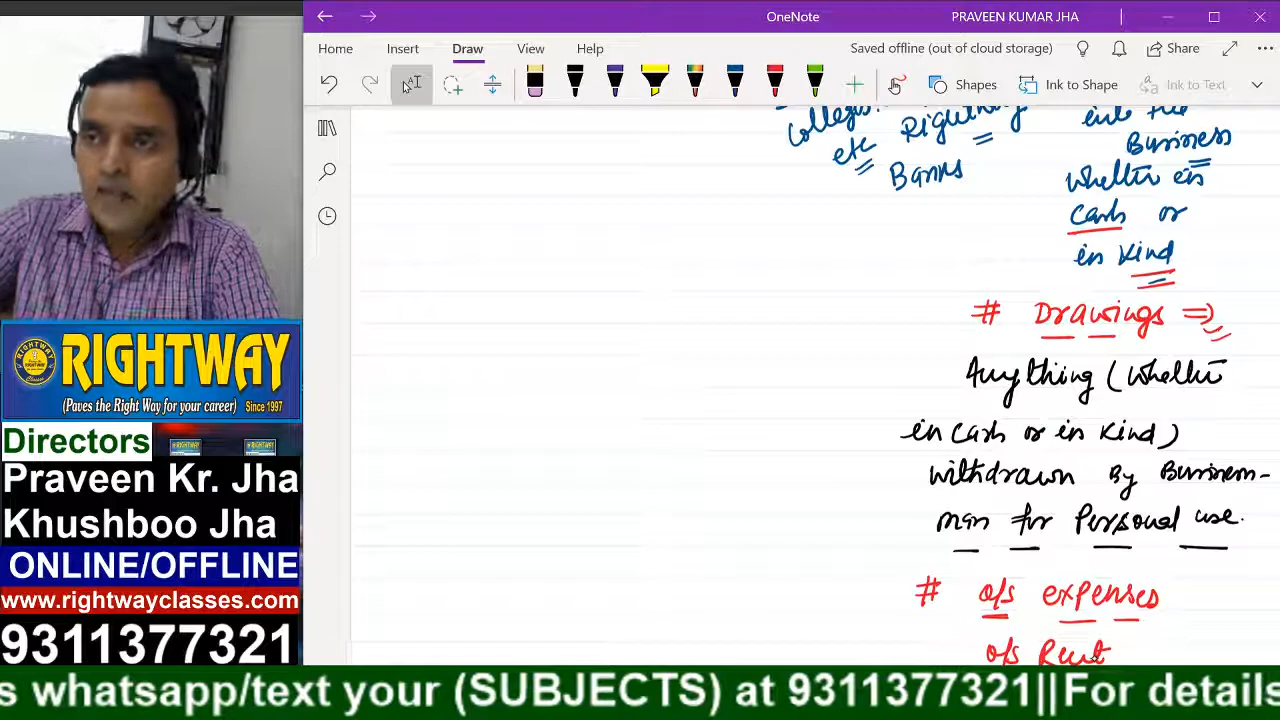 OneNote
PRAVEEN KUMAR JHA
Home Insert Draw View Help
Saved offline (out of cloud storage)
Share
Shapes
Ink to Shape
Ink to Text
etc
Banks
Business
Cash or
in Kind
# Drawings =>
Anything (whether
in Cash or in Kind)
withdrawn By Business-
man for Personal use.
# o/s expenses
o/s Rent
RIGHTWAY
Classes
(Paves the Right Way for your career) Since 1997
Directors
Praveen Kr. Jha
Khushboo Jha
ONLINE/OFFLINE
www.rightwayclasses.com
9311377321
s whatsapp/text your (SUBJECTS) at 9311377321||For details